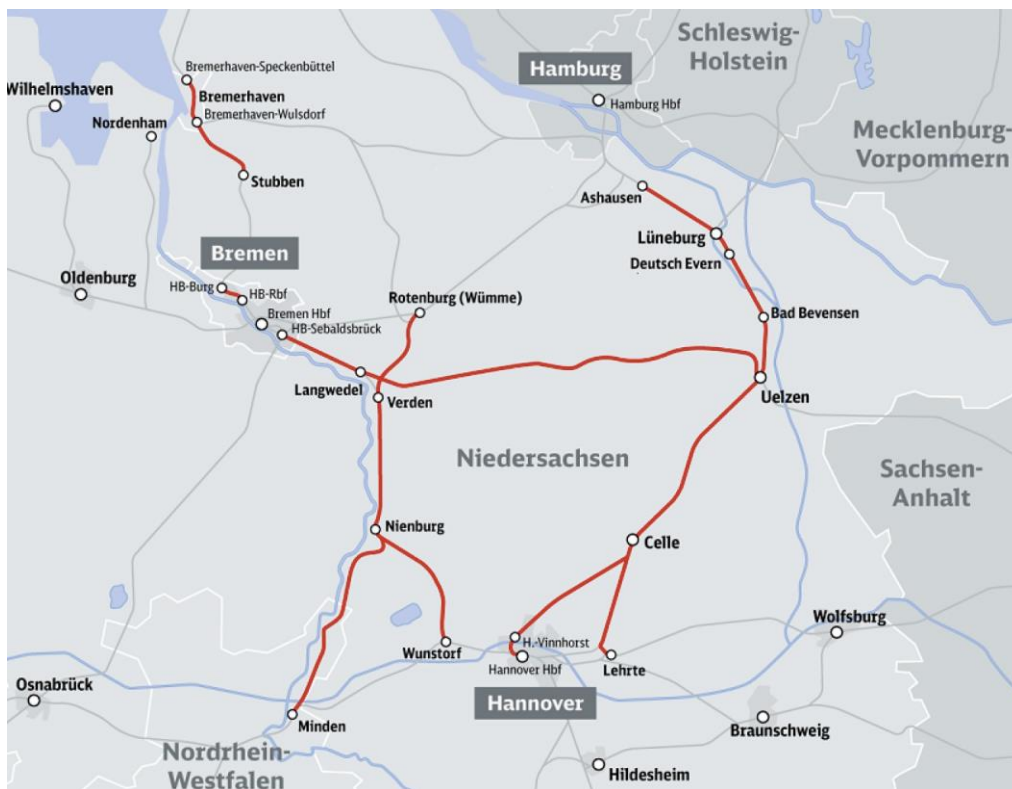 Schleswig-
Holstein
Hamburg
Bremerhaven-Speckenbüttel
Wilhelmshaven
Bremerhaven
Hamburg Hbf
Bremerhaven-Wulsdorf
Nordenham
Mecklenburg-
Vorpommern
Stubben
Ashausen
Lüneburg
Bremen
Deutsch Evern
Oldenburg
HB-Burg
HB-Rbf
Rotenburg (Wümme)
Bremen Hbf
Bad Bevensen
HB-Sebaldsbrück
Langwedel
Verden
Uelzen
Niedersachsen
Sachsen-
Anhalt
Nienburg
Celle
Wolfsburg
H.-Vinnhorst
Wunstorf
Hannover Hbf
Lehrte
Osnabrück
Hannover
Minden
Braunschweig
Nordrhein-
Westfalen
Hildesheim